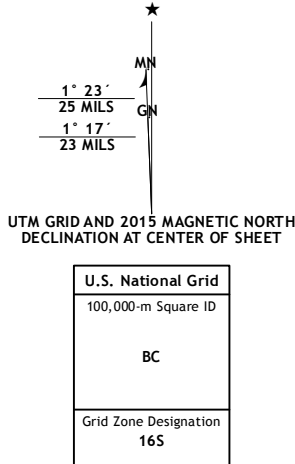 MN
1° 23´
25 MILS
GN
1° 17´
23 MILS
UTM GRID AND 2015 MAGNETIC NORTH
DECLINATION AT CENTER OF SHEET
U.S. National Grid
100,000-m Square ID
BC
Grid Zone Designation
16S